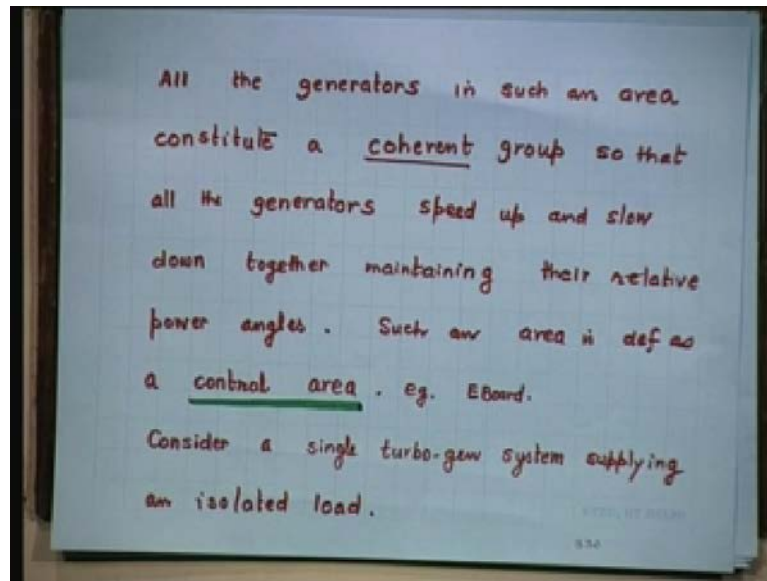 All the generators in such an area
constitute a coherent group so that
all the generators speed up and slow
down together maintaining their relative
power angles. Such an area is def as
a control area. eg. EBoard.
Consider a single turbo-gen system supplying
an isolated load.